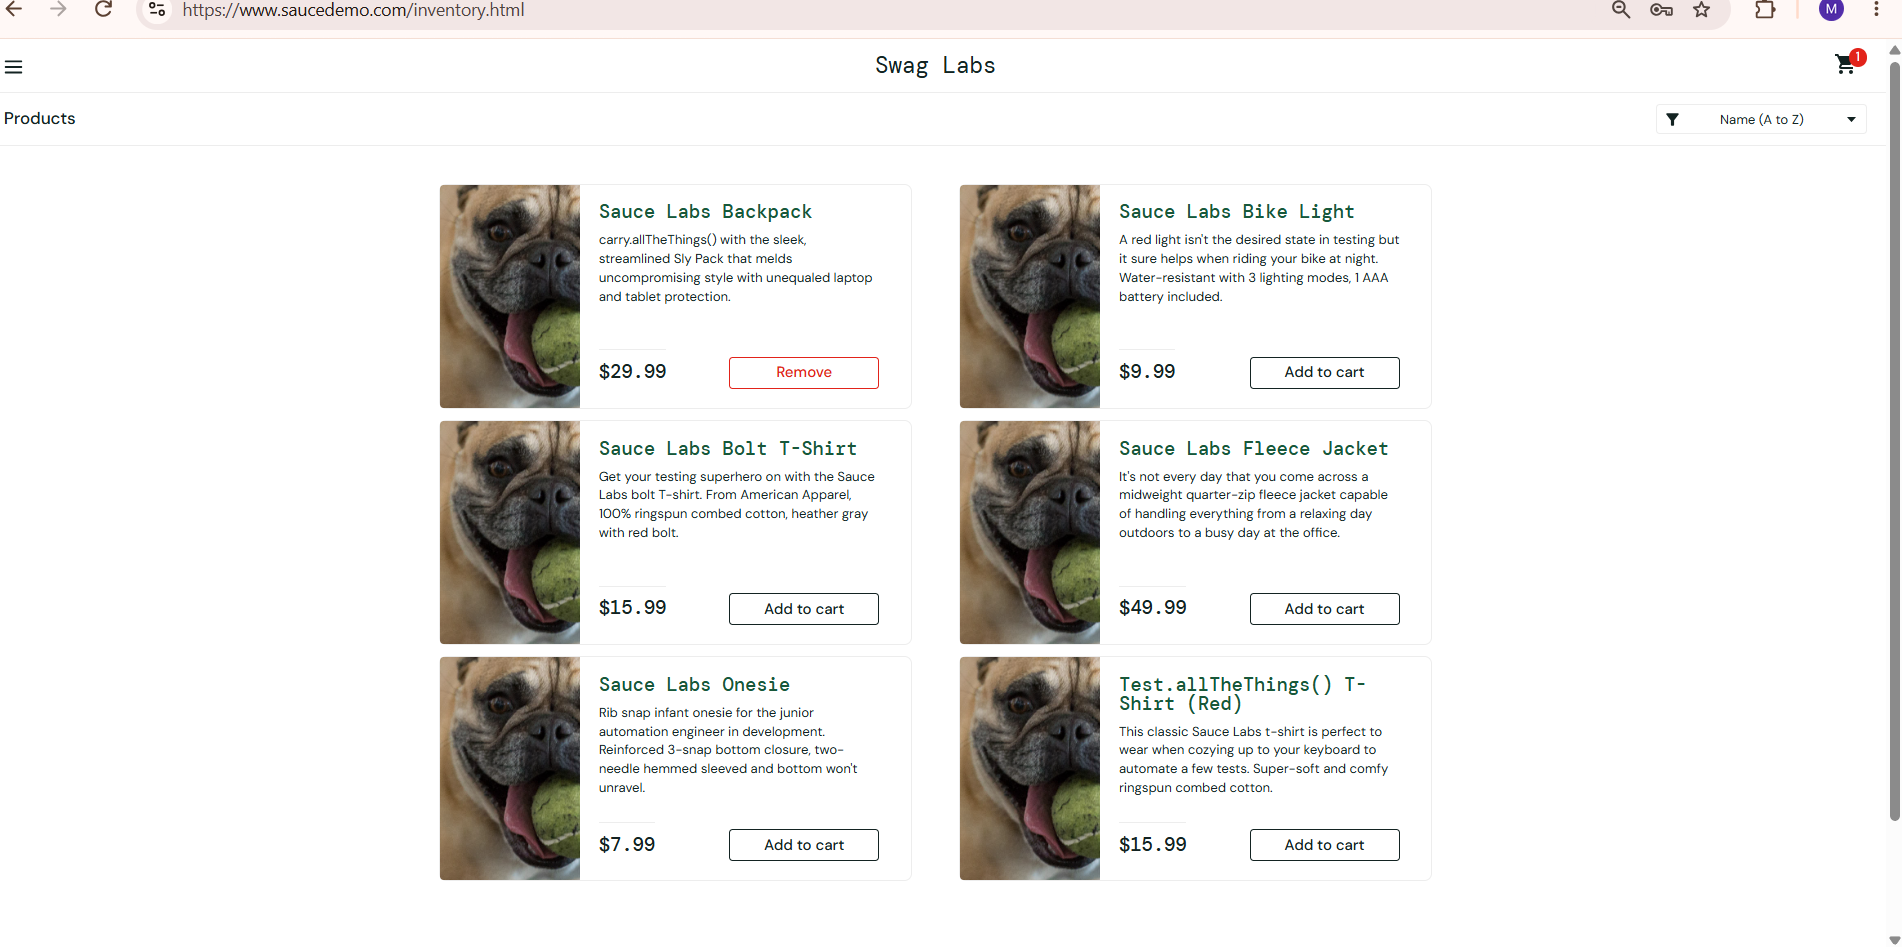 https://www.saucedemo.com/inventory.html
M
Swag Labs
1
Products
Name (A to Z)
Sauce Labs Backpack
carry.allTheThings() with the sleek,
streamlined Sly Pack that melds
uncompromising style with unequaled laptop
and tablet protection.
$29.99
Remove
Sauce Labs Bike Light
A red light isn't the desired state in testing but
it sure helps when riding your bike at night.
Water-resistant with 3 lighting modes, 1 AAA
battery included.
$9.99
Add to cart
Sauce Labs Bolt T-Shirt
Get your testing superhero on with the Sauce
Labs bolt T-shirt. From American Apparel,
100% ringspun combed cotton, heather gray
with red bolt.
$15.99
Add to cart
Sauce Labs Fleece Jacket
It's not every day that you come across a
midweight quarter-zip fleece jacket capable
of handling everything from a relaxing day
outdoors to a busy day at the office.
$49.99
Add to cart
Sauce Labs Onesie
Rib snap infant onesie for the junior
automation engineer in development.
Reinforced 3-snap bottom closure, two-
needle hemmed sleeved and bottom won't
unravel.
$7.99
Add to cart
Test.allTheThings() T-
Shirt (Red)
This classic Sauce Labs t-shirt is perfect to
wear when cozying up to your keyboard to
automate a few tests. Super-soft and comfy
ringspun combed cotton.
$15.99
Add to cart